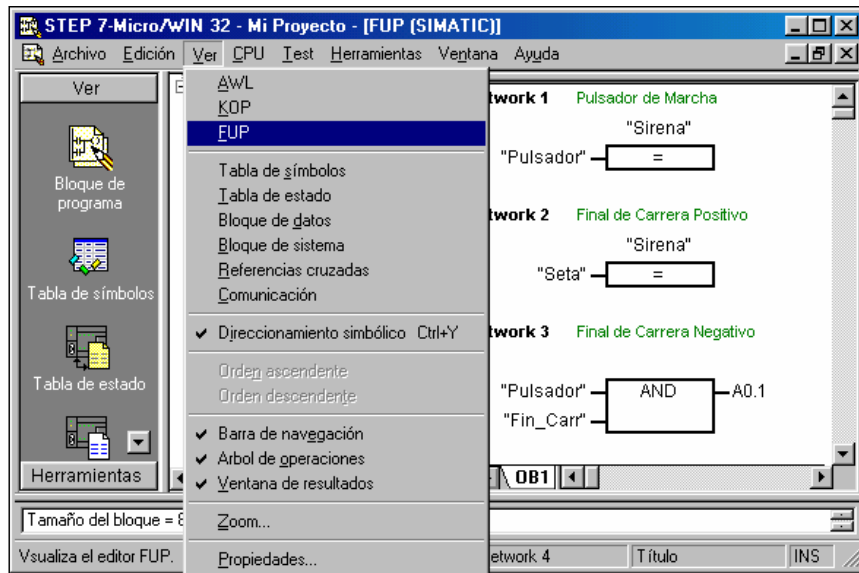 STEP 7-Micro/WIN 32 - Mi Proyecto - [FUP (SIMATIC)]
Archivo Edición Ver CPU Test Herramientas Ventana Ayuda
Ver
Bloque de
programa
Tabla de símbolos
Tabla de estado
Herramientas
AWL
KOP
FUP
Tabla de símbolos
Tabla de estado
Bloque de datos
Bloque de sistema
Referencias cruzadas
Comunicación
Direccionamiento simbólico Ctrl+Y
Orden ascendente
Orden descendente
Barra de navegación
Arbol de operaciones
Ventana de resultados
Zoom...
Propiedades...
twork 1 Pulsador de Marcha
"Sirena"
"Pulsador" =
twork 2 Final de Carrera Positivo
"Sirena"
"Seta" =
twork 3 Final de Carrera Negativo
"Pulsador" AND A0.1
"Fin_Carr"
OB1
Tamaño del bloque =
Vsualiza el editor FUP.
etwork 4 Título INS